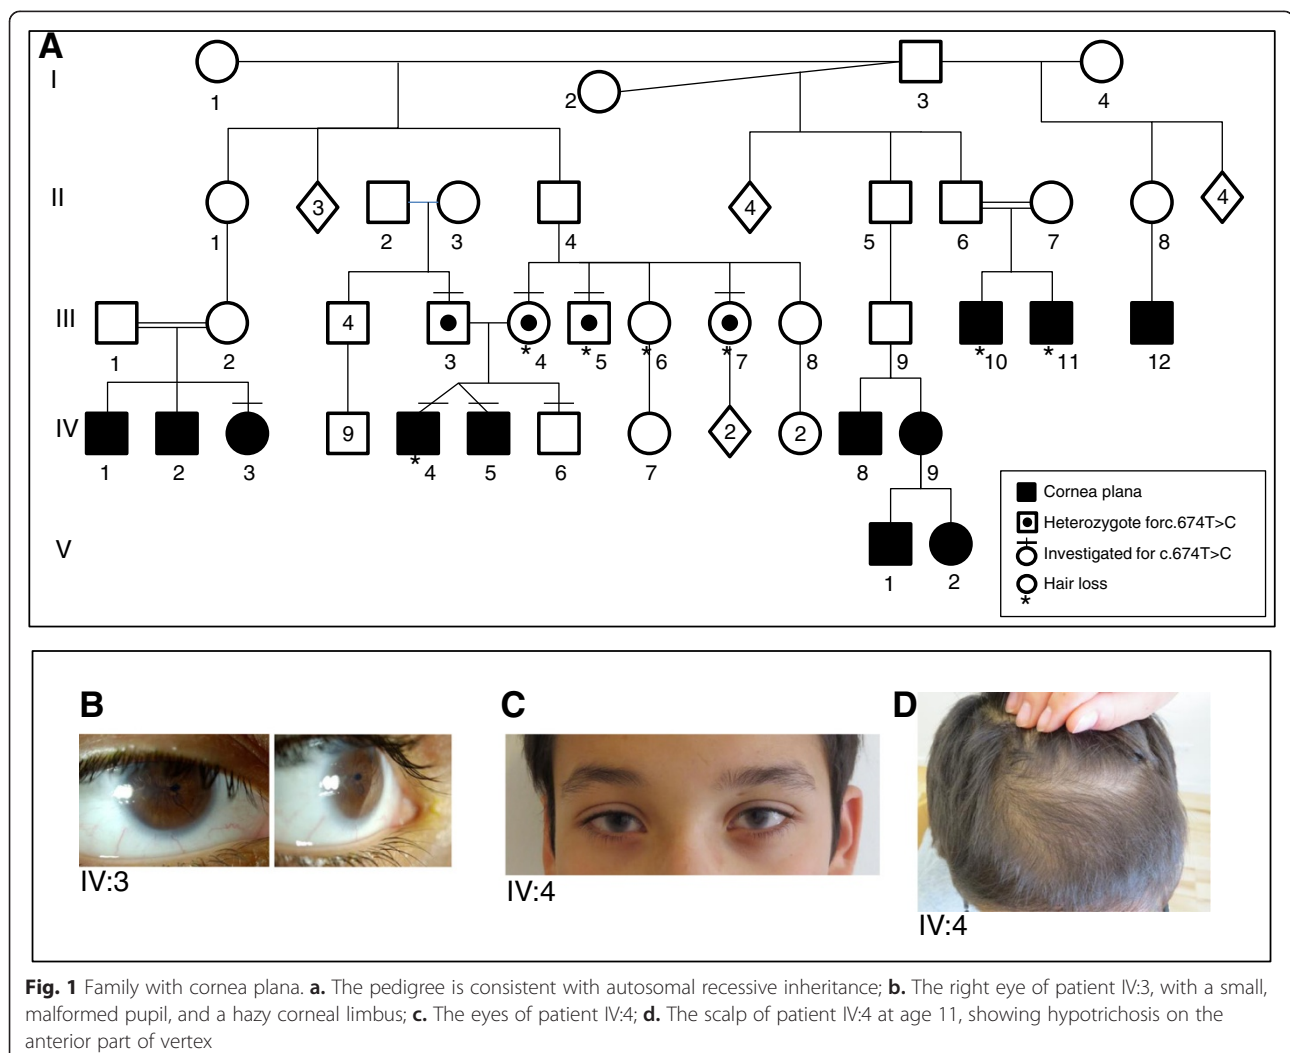 A
I
1
2
3
4
II
1
3
2
3
4
4
5
6
7
8
4
III
1
2
4
3
*4
*5
*6
*7
8
9
*10
*11
12
IV
1
2
3
9
*4
5
6
7
2
2
8
9
V
1
2
Cornea plana
Heterozygote forc.674T>C
Investigated for c.674T>C
Hair loss
*
B
IV:3
C
IV:4
D
IV:4
Fig. 1 Family with cornea plana. a. The pedigree is consistent with autosomal recessive inheritance; b. The right eye of patient IV:3, with a small,
malformed pupil, and a hazy corneal limbus; c. The eyes of patient IV:4; d. The scalp of patient IV:4 at age 11, showing hypotrichosis on the
anterior part of vertex